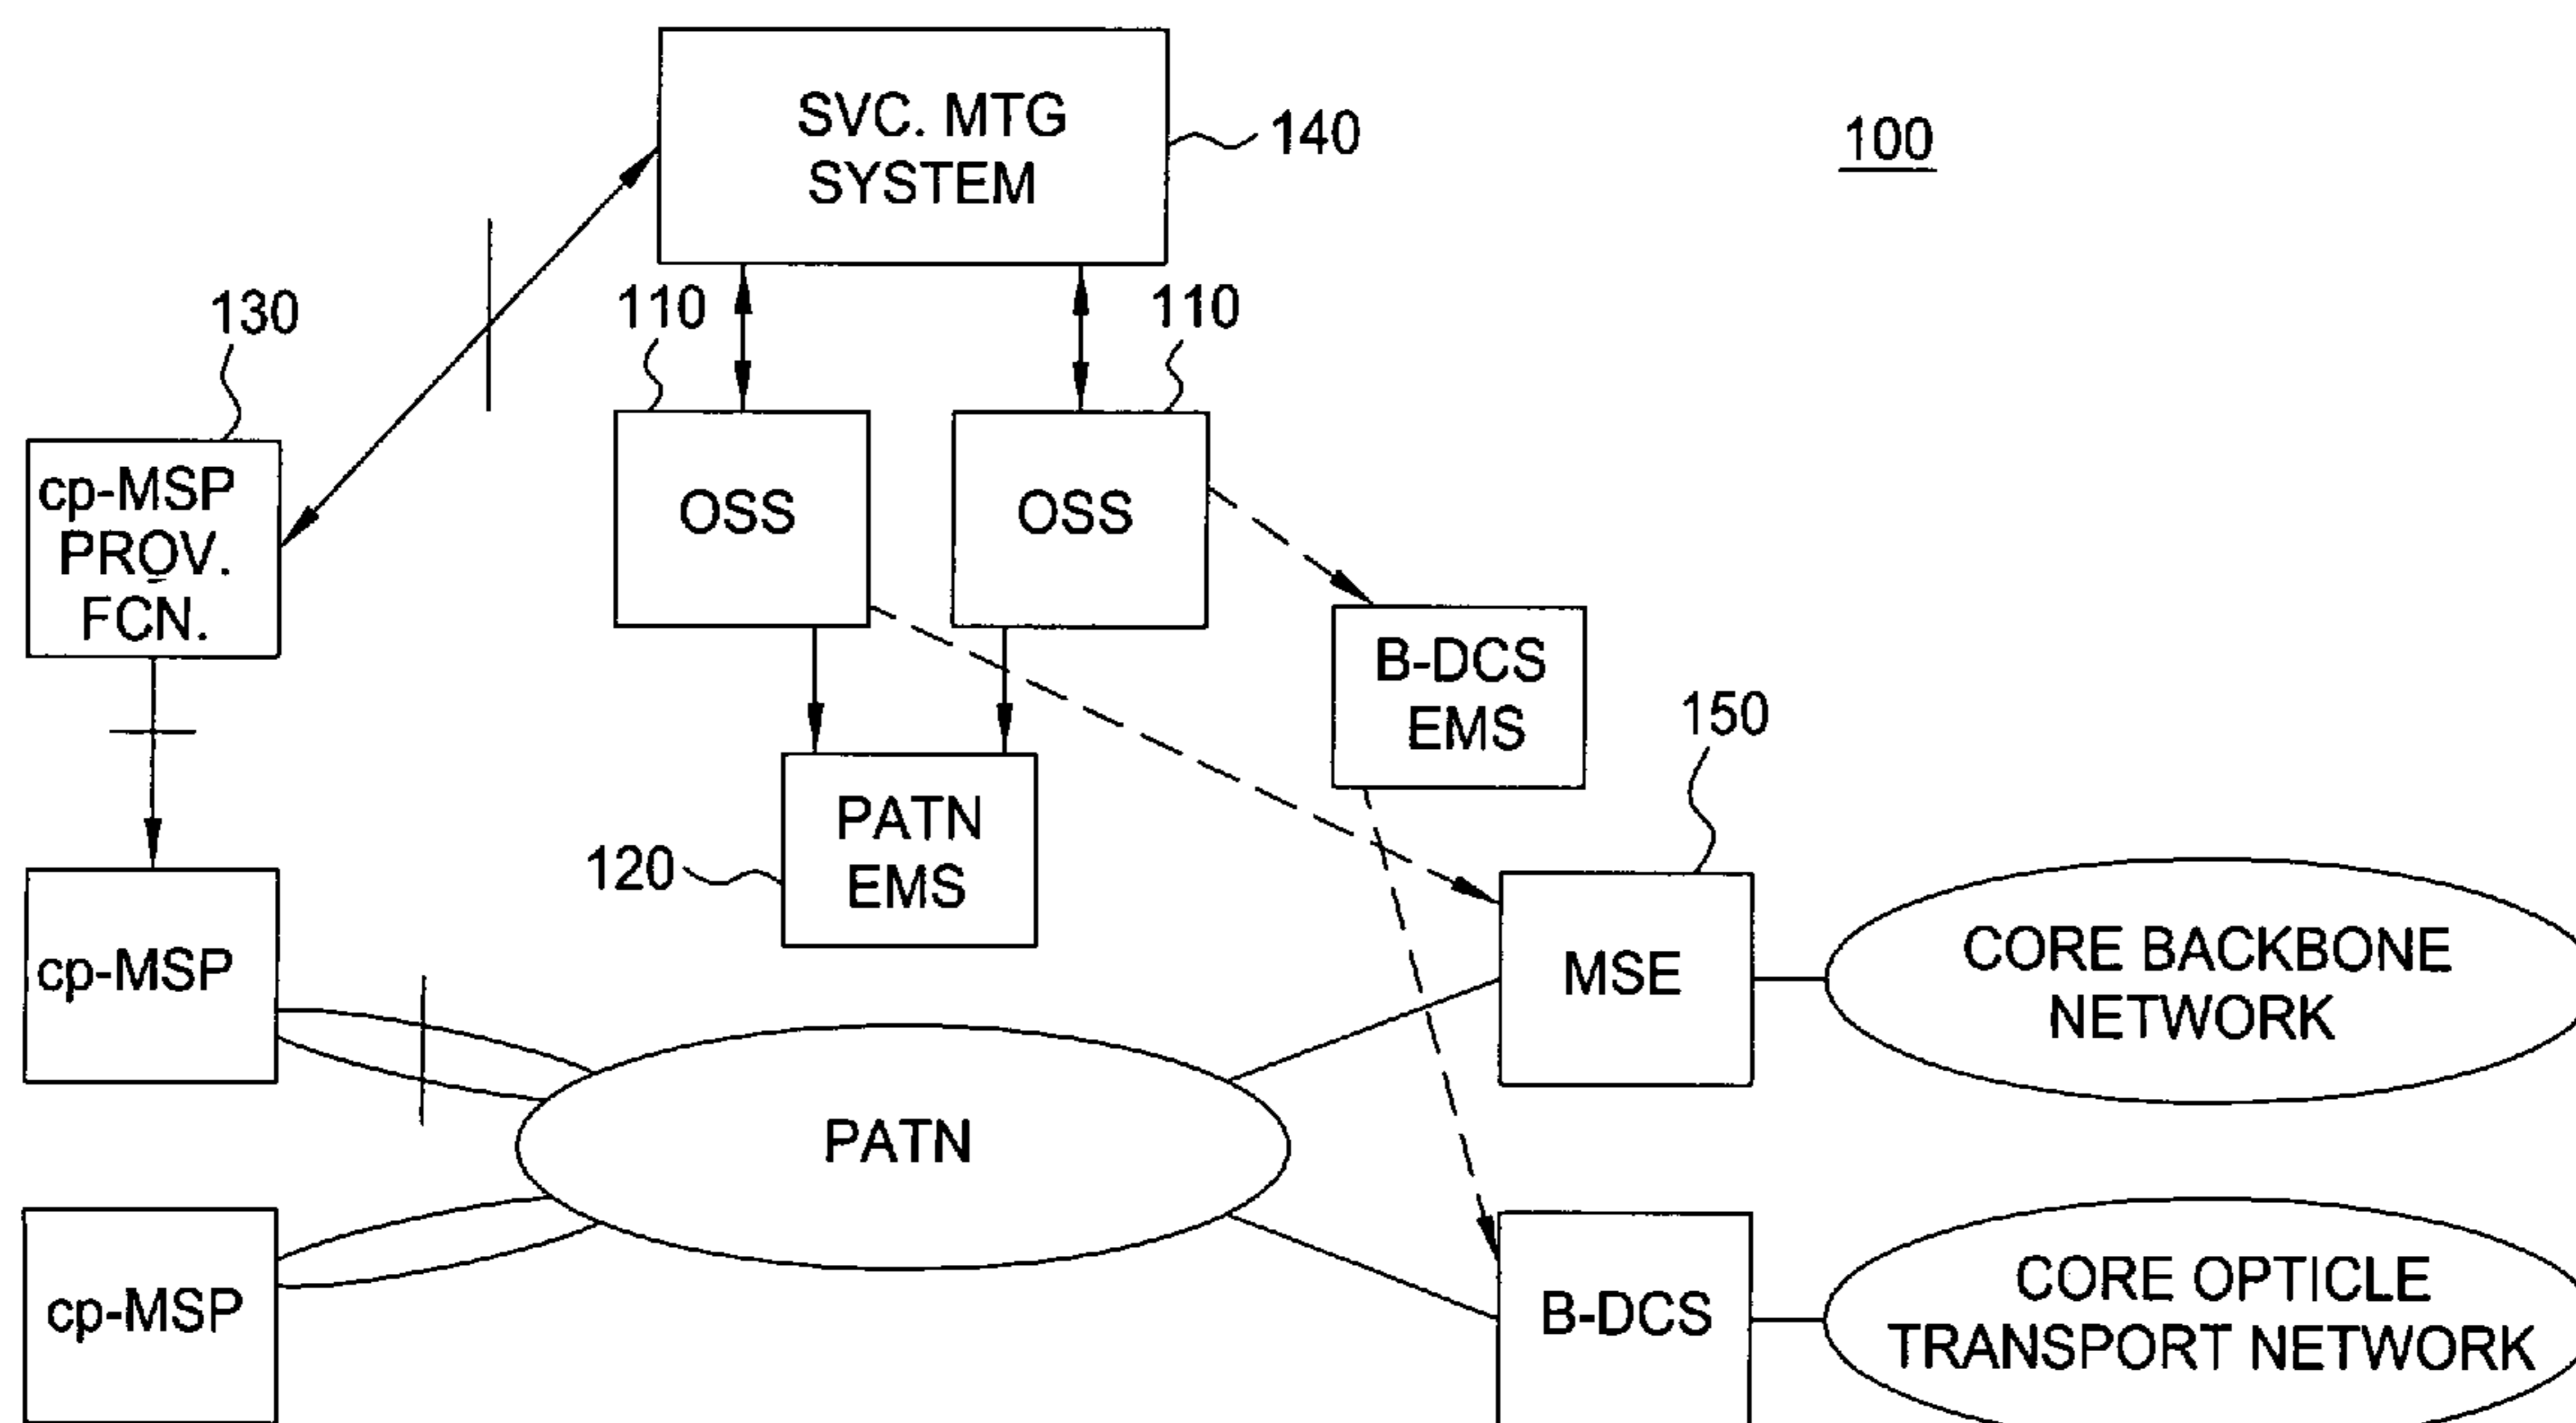 SVC. MTG
SYSTEM
140
100
130
110
110
cp-MSP
PROV.
FCN.
OSS
OSS
B-DCS
EMS
150
PATN
EMS
120
cp-MSP
MSE
CORE BACKBONE
NETWORK
PATN
cp-MSP
B-DCS
CORE OPTICLE
TRANSPORT NETWORK